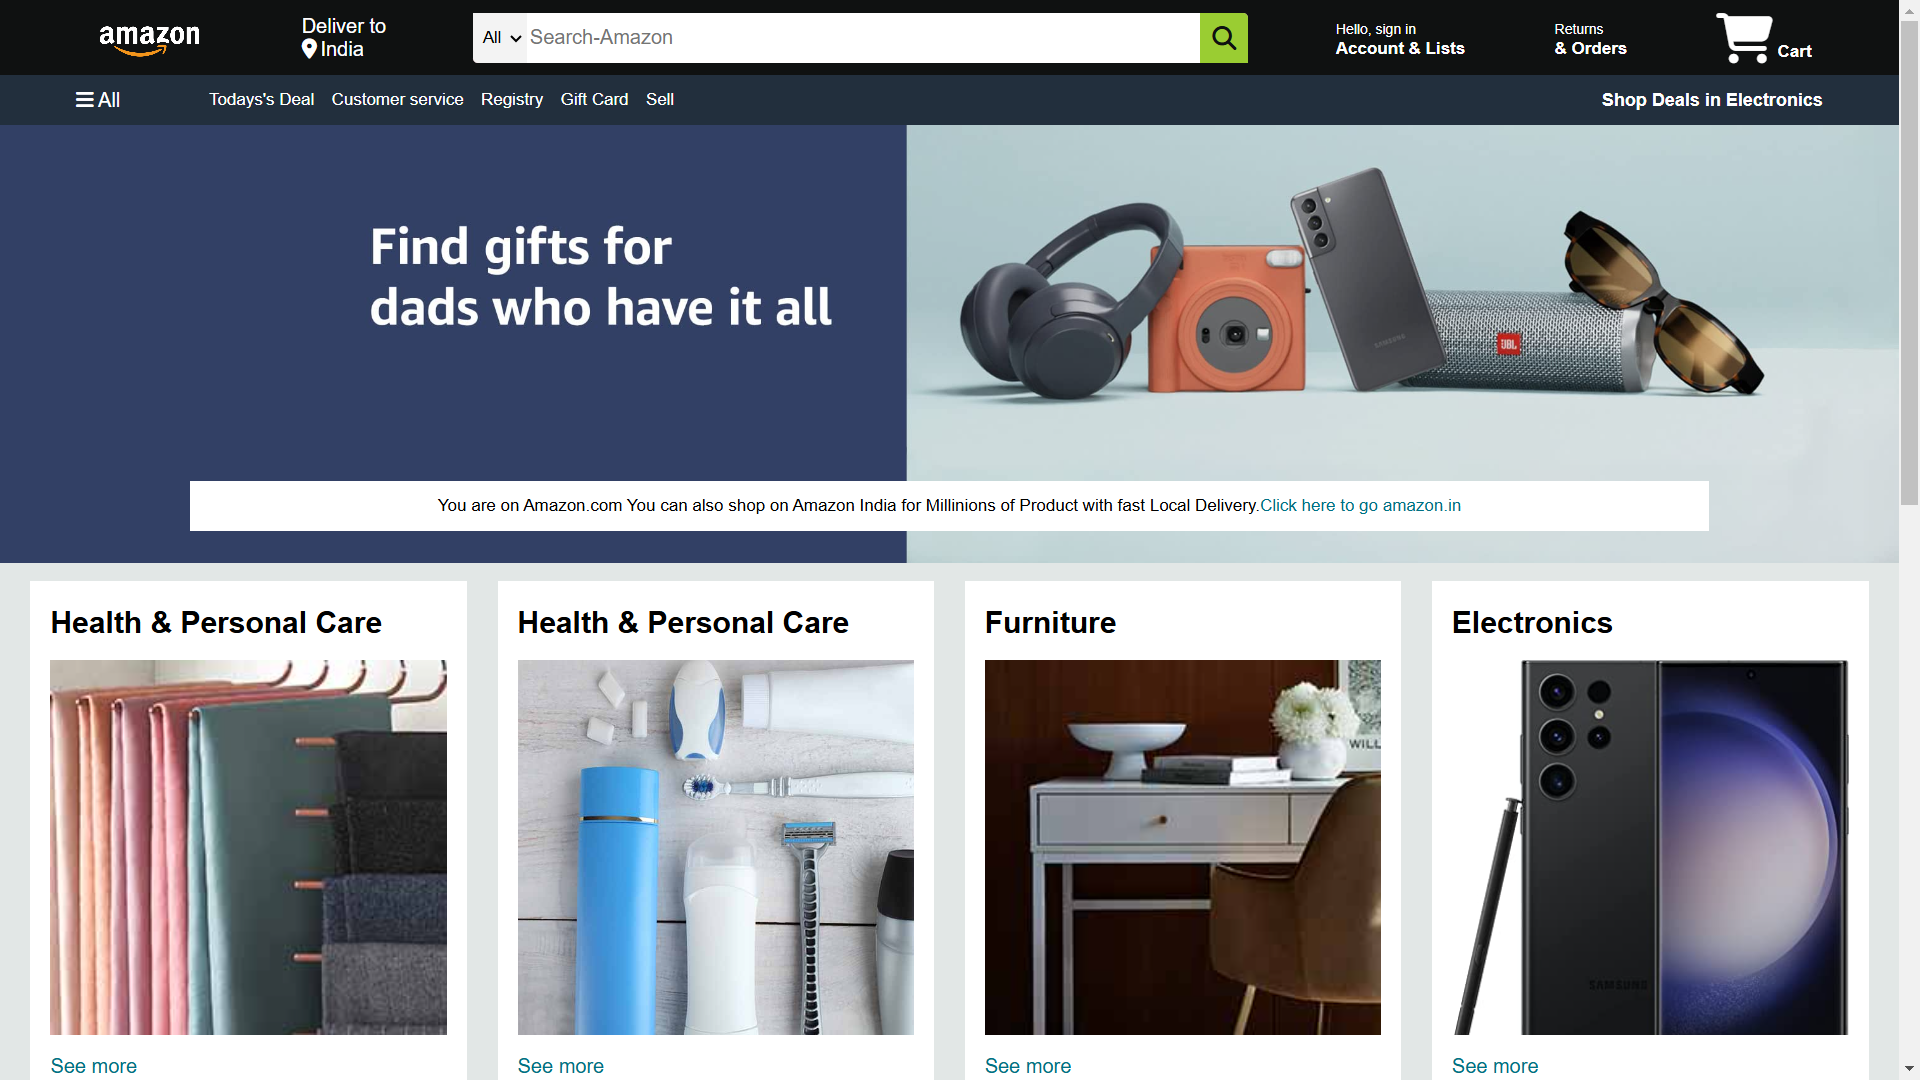 amazon
Deliver to
India
All
Search-Amazon
Hello, sign in
Account & Lists
Returns
& Orders
Cart
All
Todays's Deal
Customer service
Registry
Gift Card
Sell
Shop Deals in Electronics
Find gifts for
dads who have it all
SAMSUNG
JBL
You are on Amazon.com You can also shop on Amazon India for Millinions of Product with fast Local Delivery.Click here to go amazon.in
Health & Personal Care
Health & Personal Care
Furniture
Electronics
WILL
SAMSUNG
See more
See more
See more
See more